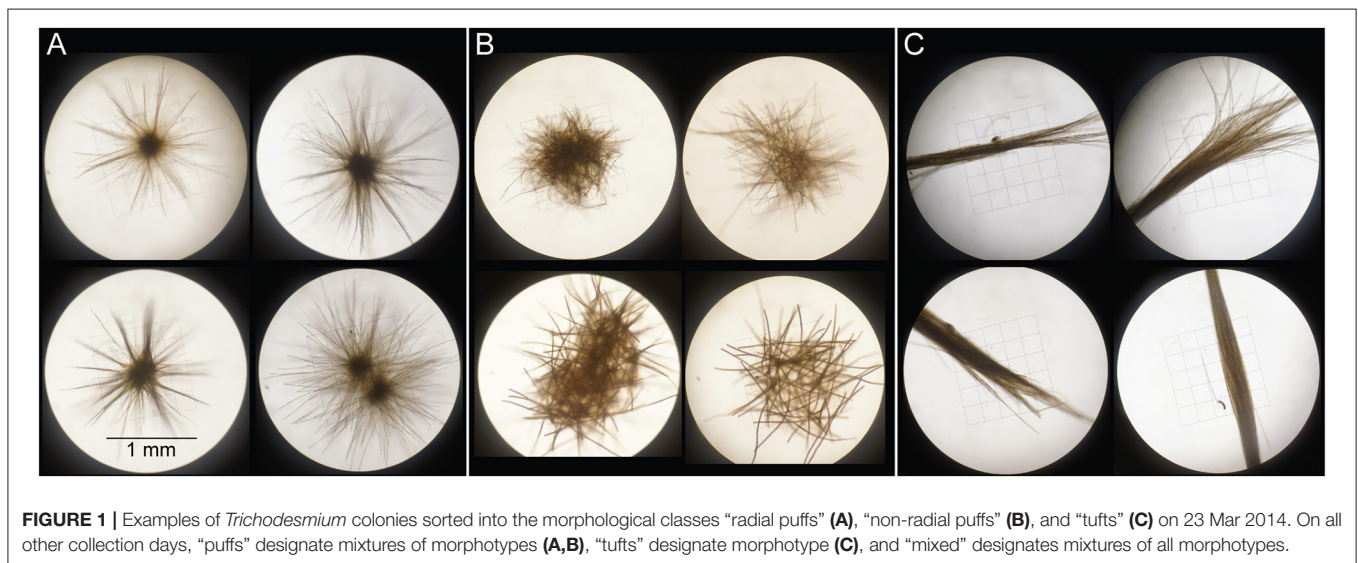 A
B
C
1 mm
FIGURE 1 | Examples of Trichodesmium colonies sorted into the morphological classes “radial puffs” (A), “non-radial puffs” (B), and “tufts” (C) on 23 Mar 2014. On all
other collection days, “puffs” designate mixtures of morphotypes (A,B), “tufts” designate morphotype (C), and “mixed” designates mixtures of all morphotypes.